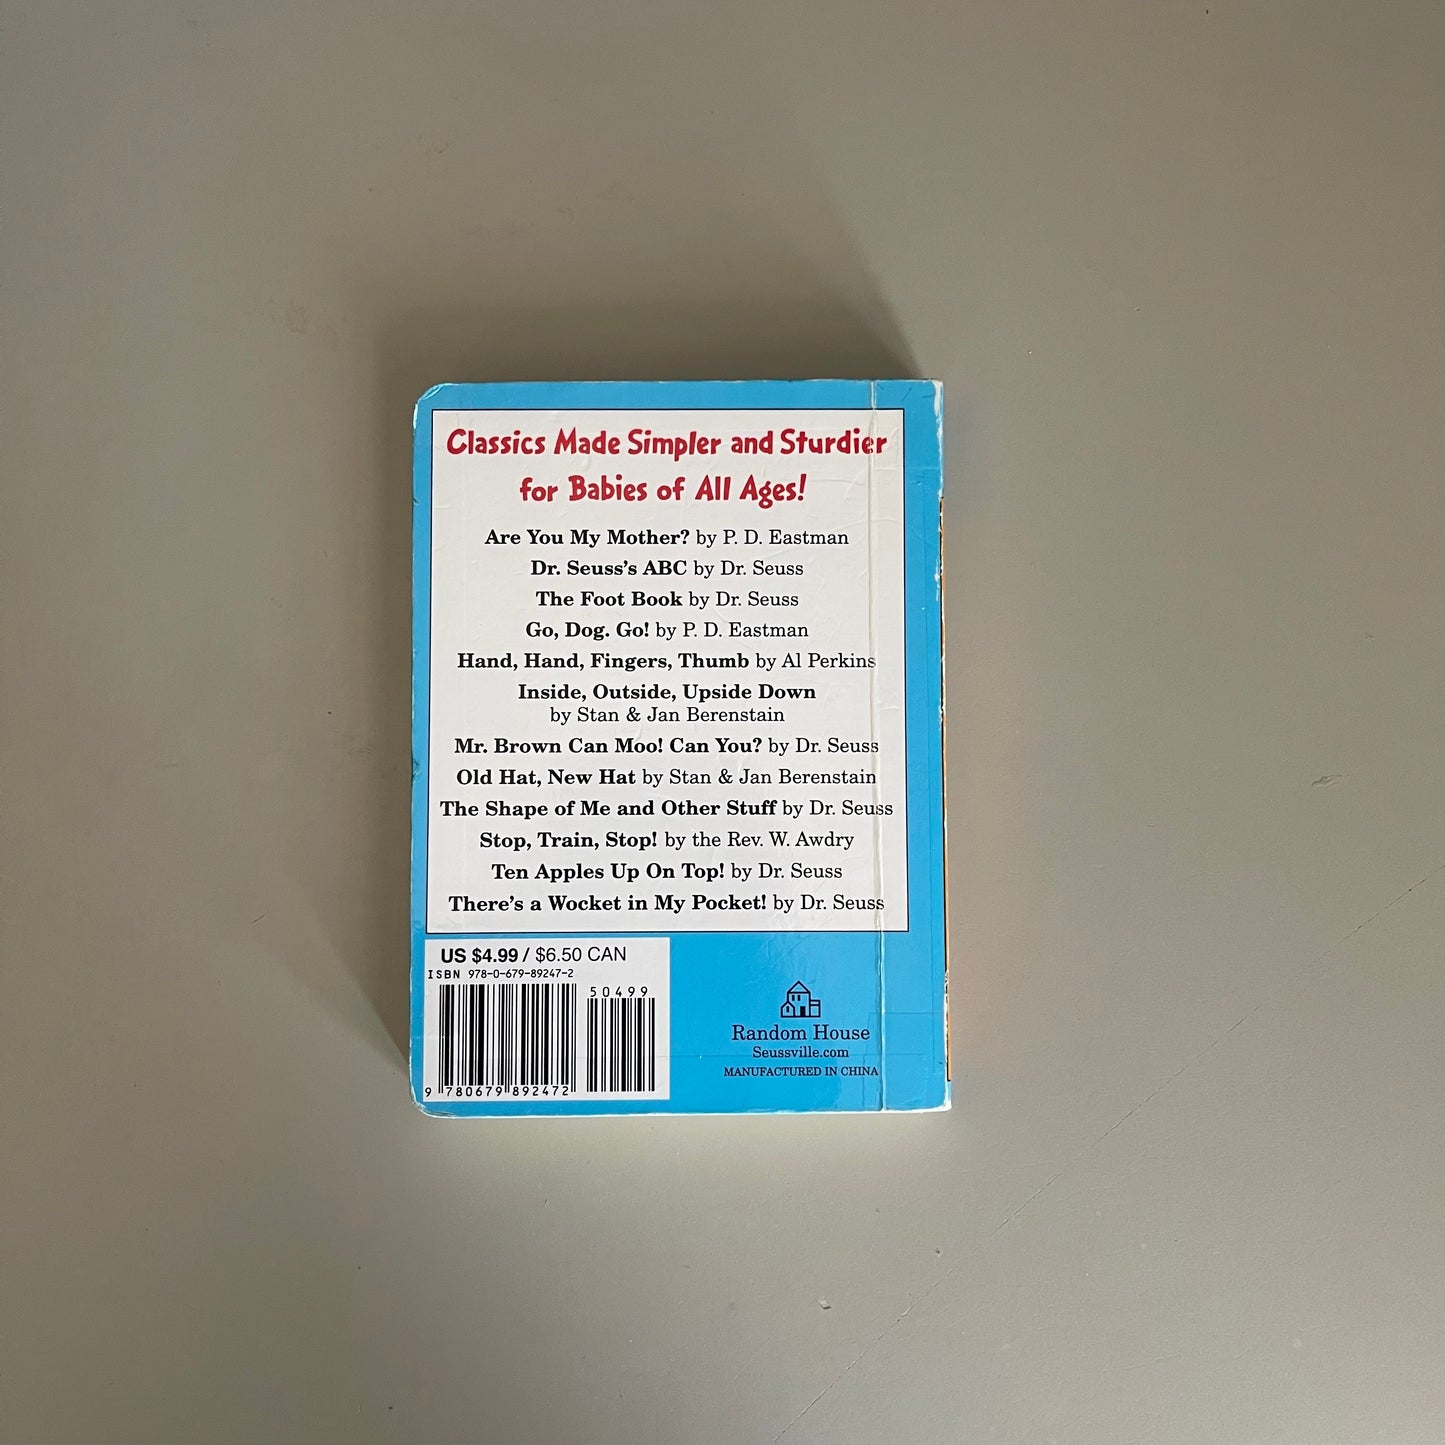 Classics Made Simpler and Sturdier
for Babies of All Ages!
Are You My Mother? by P. D. Eastman
Dr. Seuss's ABC by Dr. Seuss
The Foot Book by Dr. Seuss
Go, Dog. Go! by P. D. Eastman
Hand, Hand, Fingers, Thumb by Al Perkins
Inside, Outside, Upside Down
by Stan & Jan Berenstain
Mr. Brown Can Moo! Can You? by Dr. Seuss
Old Hat, New Hat by Stan & Jan Berenstain
The Shape of Me and Other Stuff by Dr. Seuss
Stop, Train, Stop! by the Rev. W. Awdry
Ten Apples Up On Top! by Dr. Seuss
There's a Wocket in My Pocket! by Dr. Seuss
US $4.99 / $6.50 CAN
ISBN 978-0-679-89247-2
50499
9 780679 892472
Random House
Seussville.com
MANUFACTURED IN CHINA